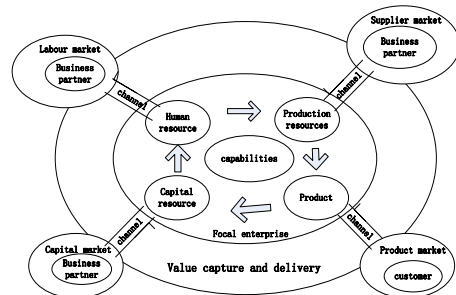 Supplier market
Business
partner
Labour market
Business
partner
channel
channel
Human
resource
Production
resources
capabilities
Capital
resource
Product
Focal enterprise
channel
channel
Capital market
Business
partner
Product market
customer
Value capture and delivery